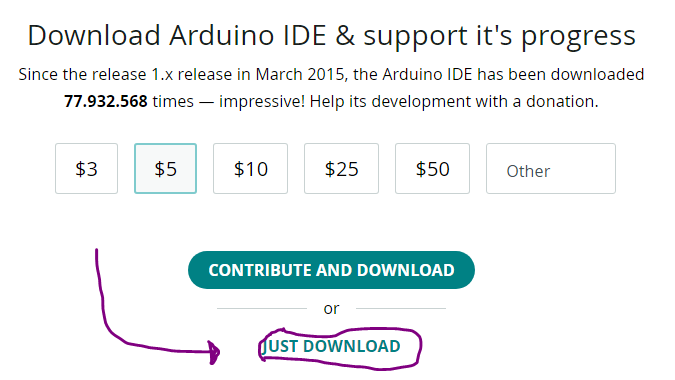 Download Arduino IDE & support it's progress
Since the release 1.x release in March 2015, the Arduino IDE has been downloaded
77.932.568 times — impressive! Help its development with a donation.
$3 $5 $10 $25 $50 Other
CONTRIBUTE AND DOWNLOAD
or
JUST DOWNLOAD